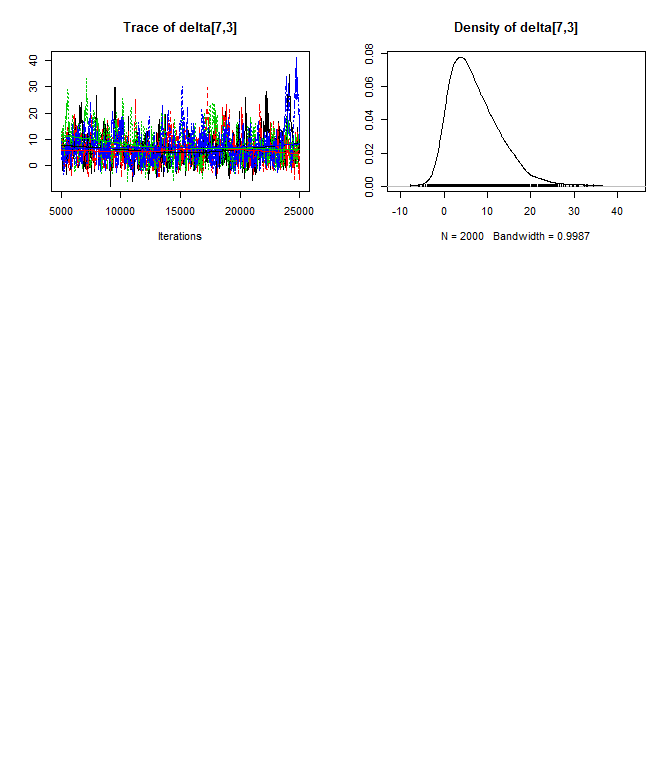 Trace of delta[7,3]
40
30
20
10
0
5000 10000 15000 20000 25000
Iterations
Density of delta[7,3]
0.08
0.06
0.04
0.02
0.00
-10 0 10 20 30 40
N = 2000 Bandwidth = 0.9987